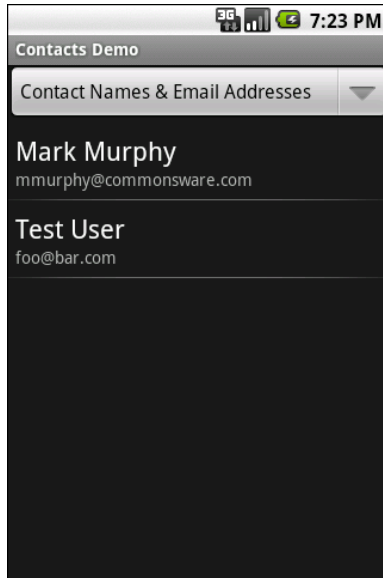 3G 7:23 PM
Contacts Demo
Contact Names & Email Addresses
Mark Murphy
mmurphy@commonsware.com
Test User
foo@bar.com